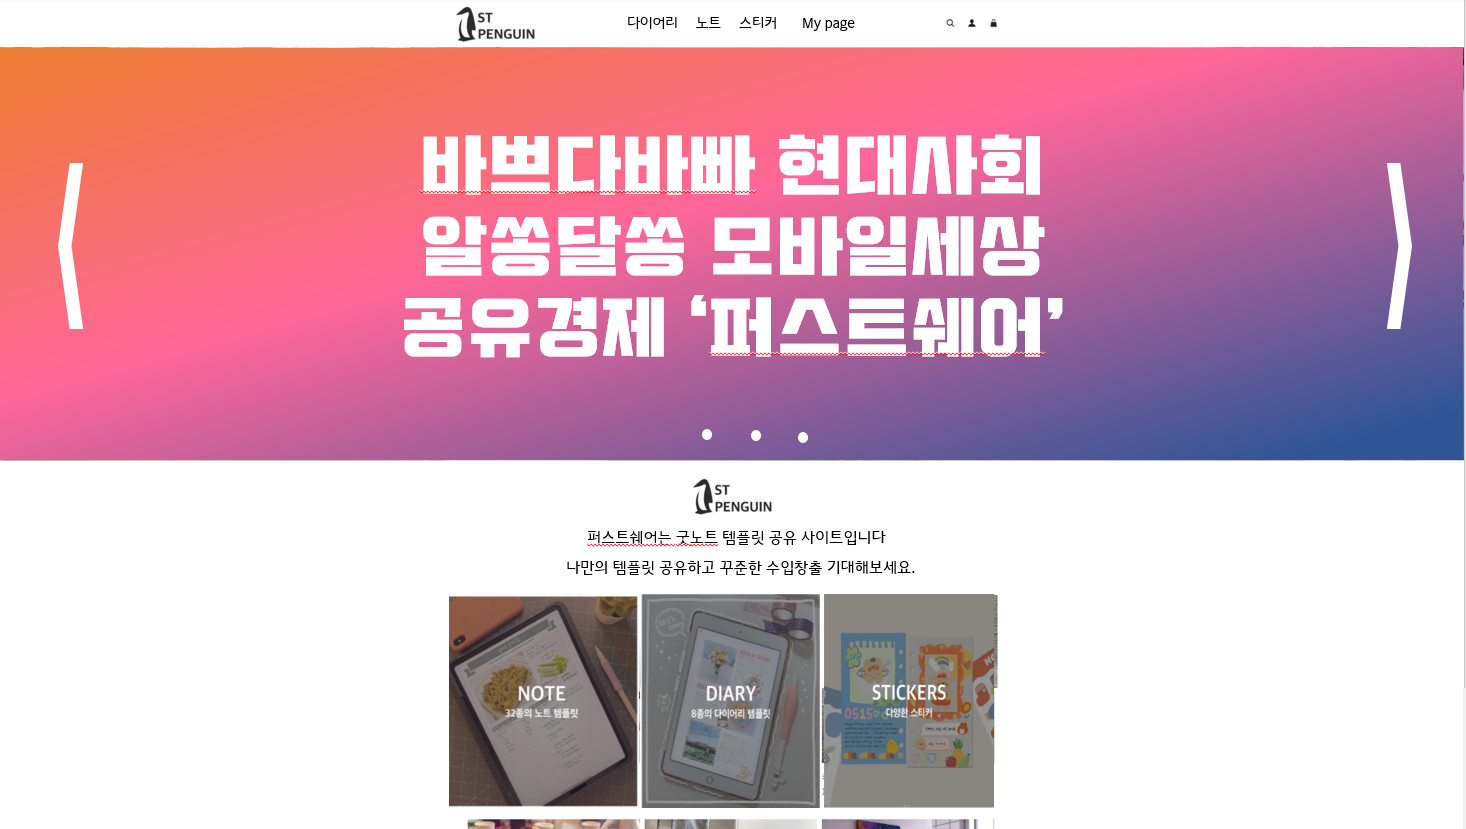 ST
PENGUIN
다이어리 노트 스티커 My page
바쁘다바빠 현대사회
알쏭달쏭 모바일세상
공유경제 ‘퍼스트쉐어’
ST
PENGUIN
퍼스트쉐어는 굿노트 템플릿 공유 사이트입니다
나만의 템플릿 공유하고 꾸준한 수입창출 기대해보세요.
NOTE
32종의 노트 템플릿
DIARY
8종의 다이어리 템플릿
STICKERS
다양한 스티커
0515